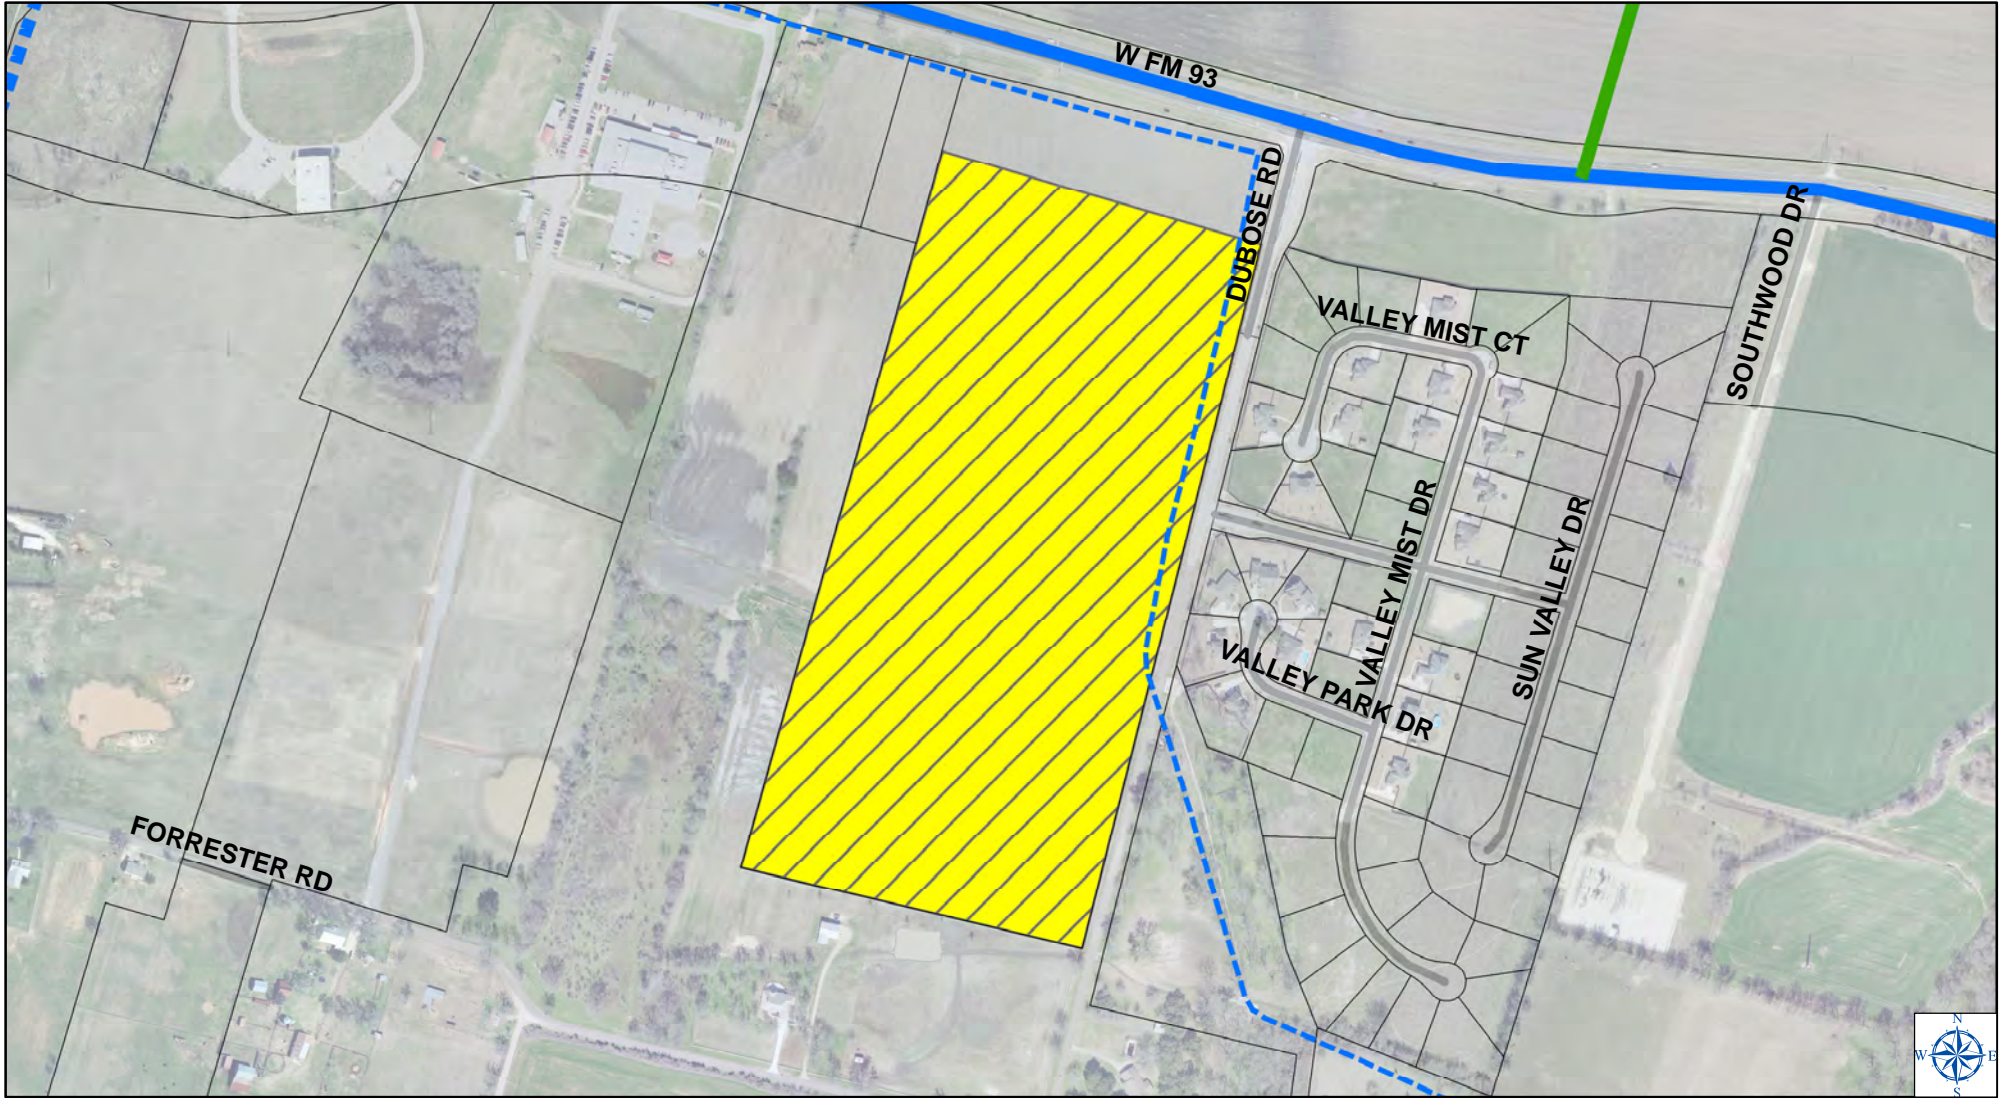 W FM 93
DUBOSE RD
SOUTHWOOD DR
VALLEY MIST CT
VALLEY MIST DR
SUN VALLEY DR
VALLEY PARK DR
FORRESTER RD
N
W E
S